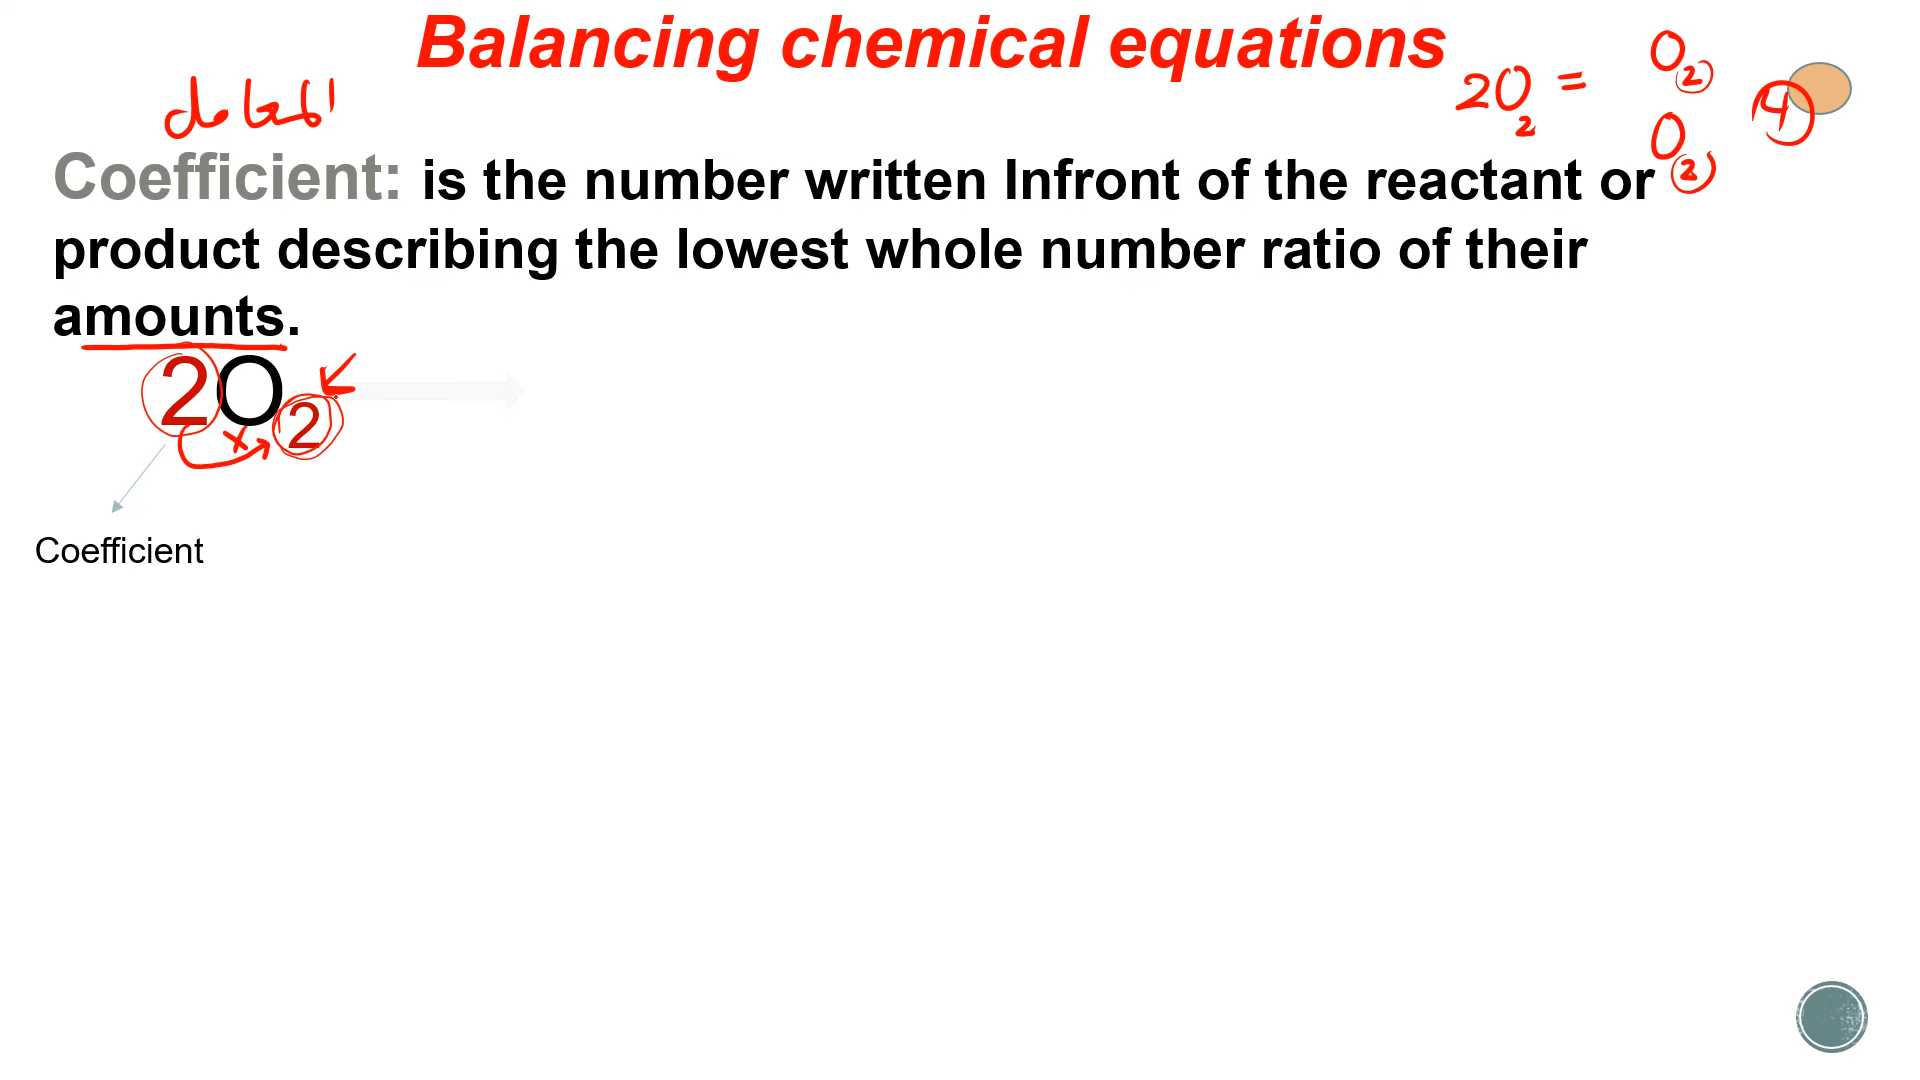 Balancing chemical equations
المعامل
2O₂ = O₂
O₂
4
Coefficient: is the number written Infront of the reactant or
product describing the lowest whole number ratio of their
amounts.
2O₂
×
Coefficient